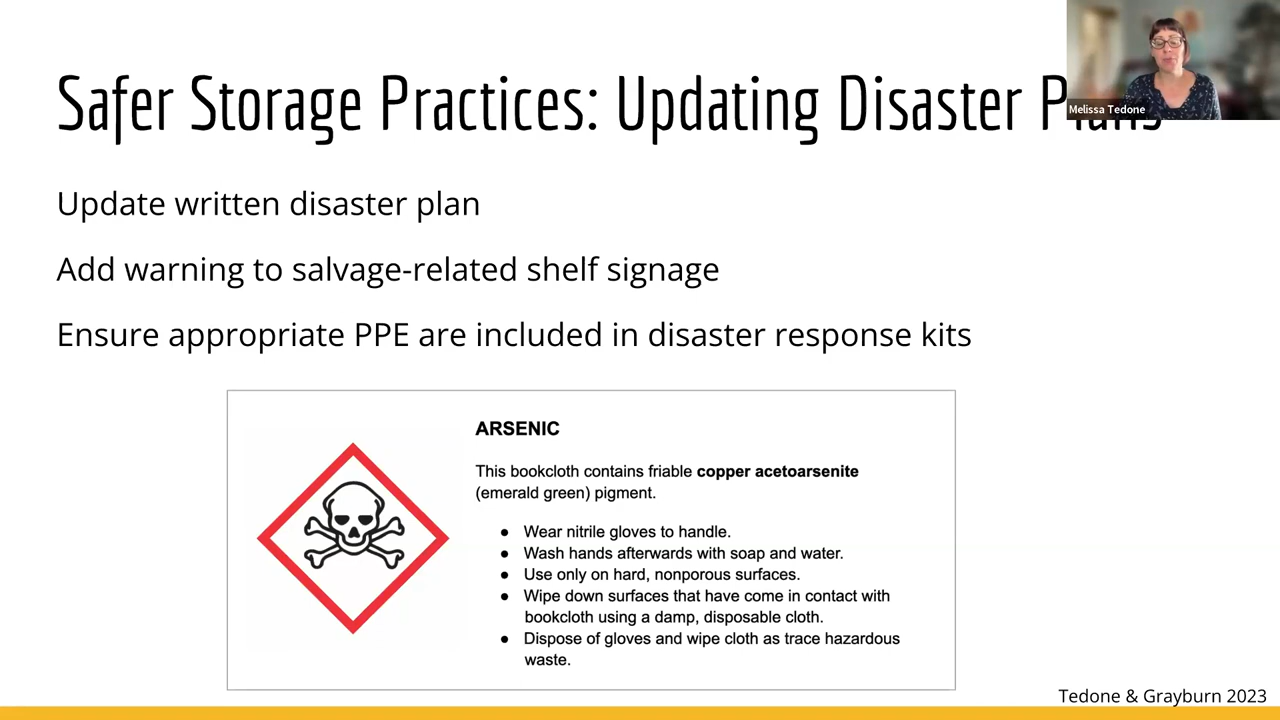 Safer Storage Practices: Updating Disaster Plans
Melissa Tedone
Update written disaster plan
Add warning to salvage-related shelf signage
Ensure appropriate PPE are included in disaster response kits
ARSENIC
This bookcloth contains friable copper acetoarsenite
(emerald green) pigment.
● Wear nitrile gloves to handle.
● Wash hands afterwards with soap and water.
● Use only on hard, nonporous surfaces.
● Wipe down surfaces that have come in contact with
bookcloth using a damp, disposable cloth.
● Dispose of gloves and wipe cloth as trace hazardous
waste.
Tedone & Grayburn 2023